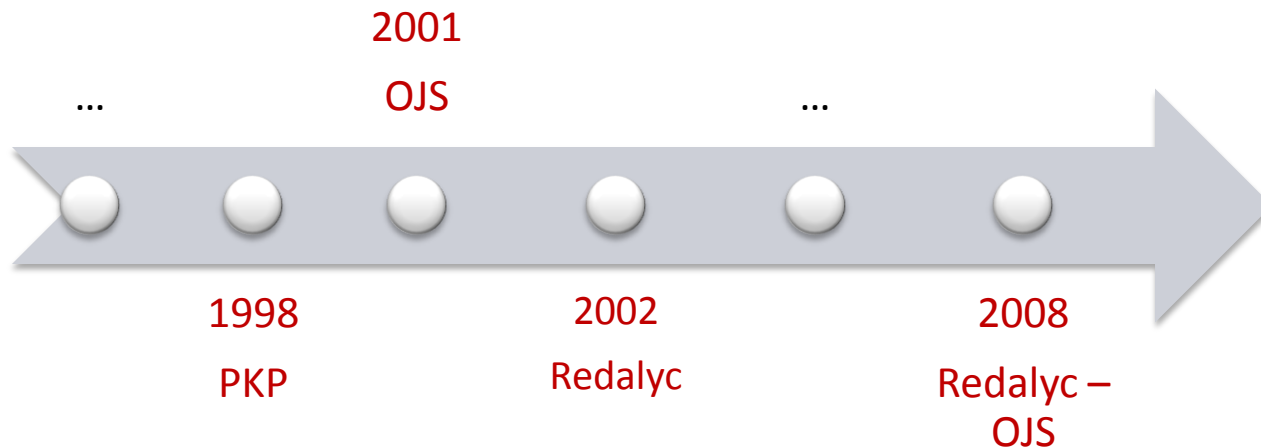 2001
OJS
...
...
1998
PKP
2002
Redalyc
2008
Redalyc –
OJS